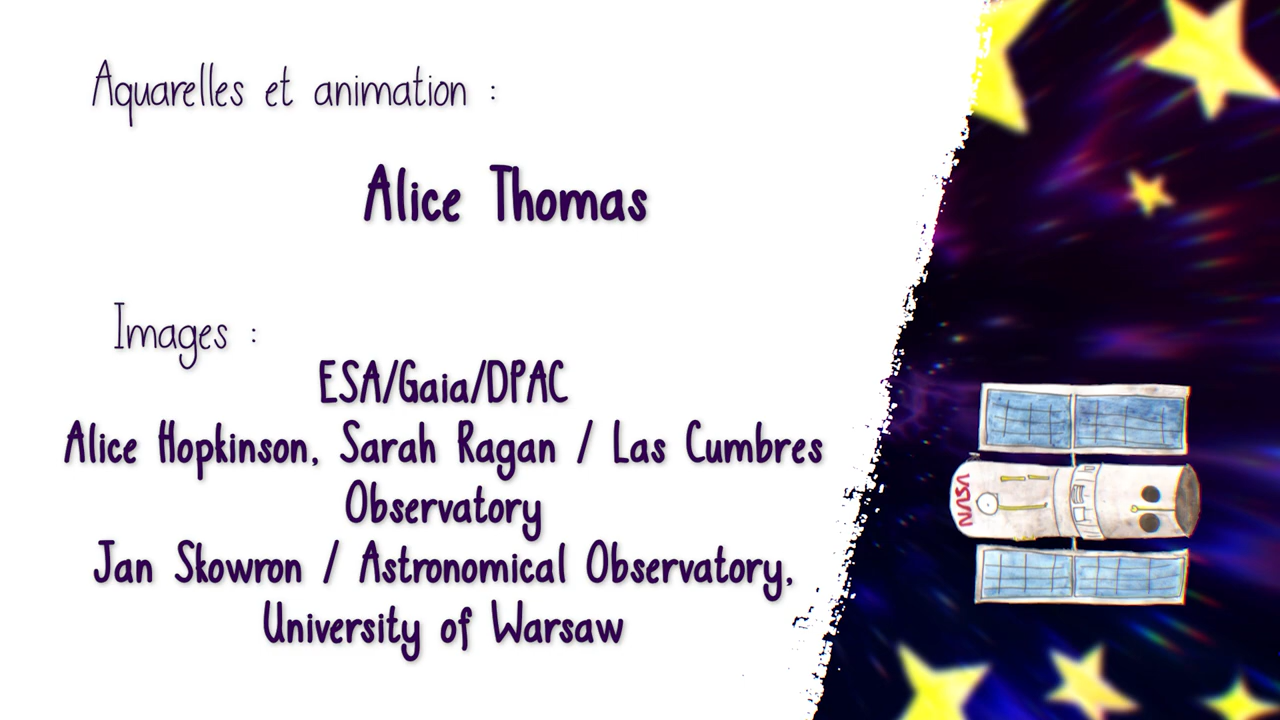 Aquarelles et animation :
Alice Thomas
Images :
ESA/Gaia/DPAC
Alice Hopkinson, Sarah Ragan / Las Cumbres
Observatory
Jan Skowron / Astronomical Observatory,
University of Warsaw
NASA